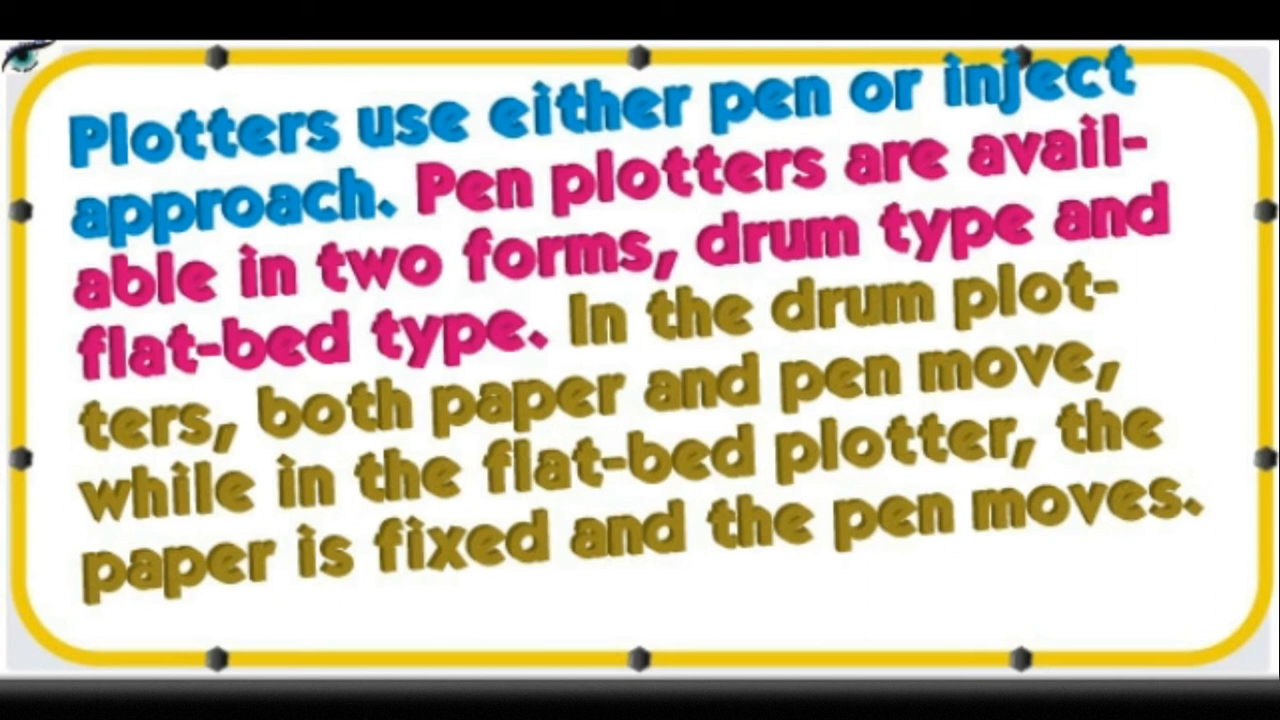 Plotters use either pen or inject
approach. Pen plotters are avail-
able in two forms, drum type and
flat-bed type. In the drum plot-
ters, both paper and pen move,
while in the flat-bed plotter, the
paper is fixed and the pen moves.